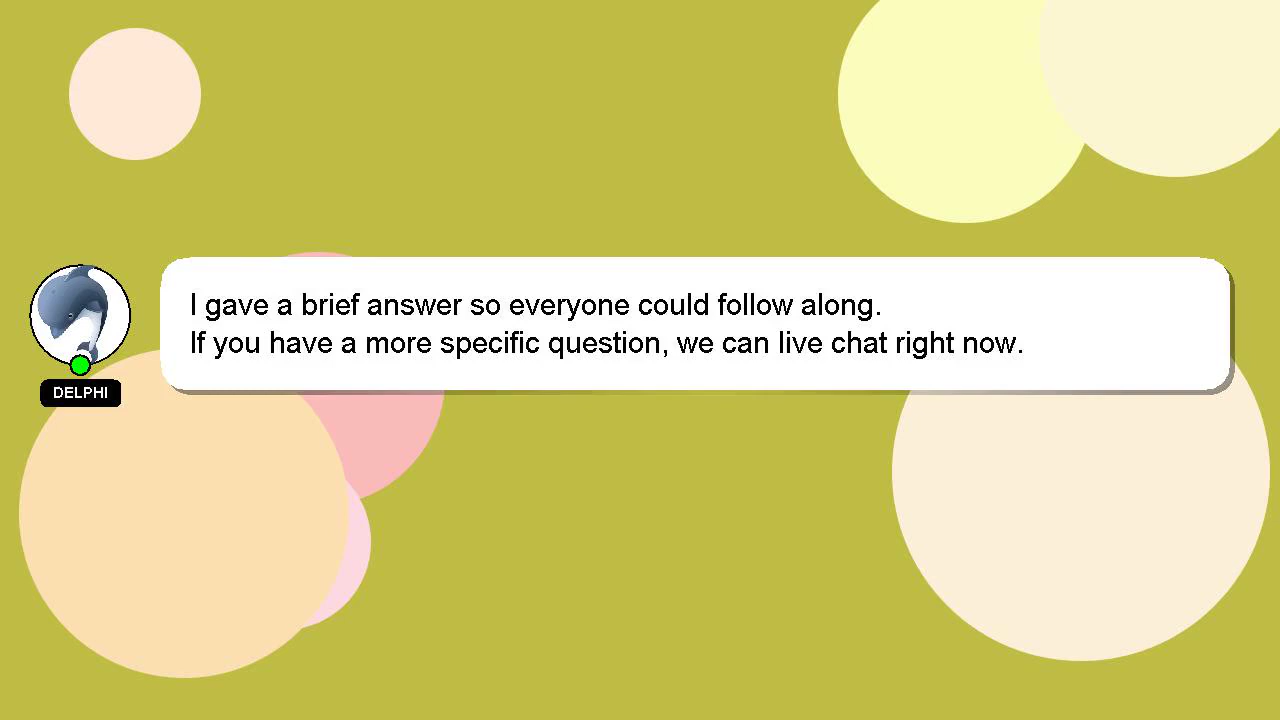 I gave a brief answer so everyone could follow along.
If you have a more specific question, we can live chat right now.
DELPHI